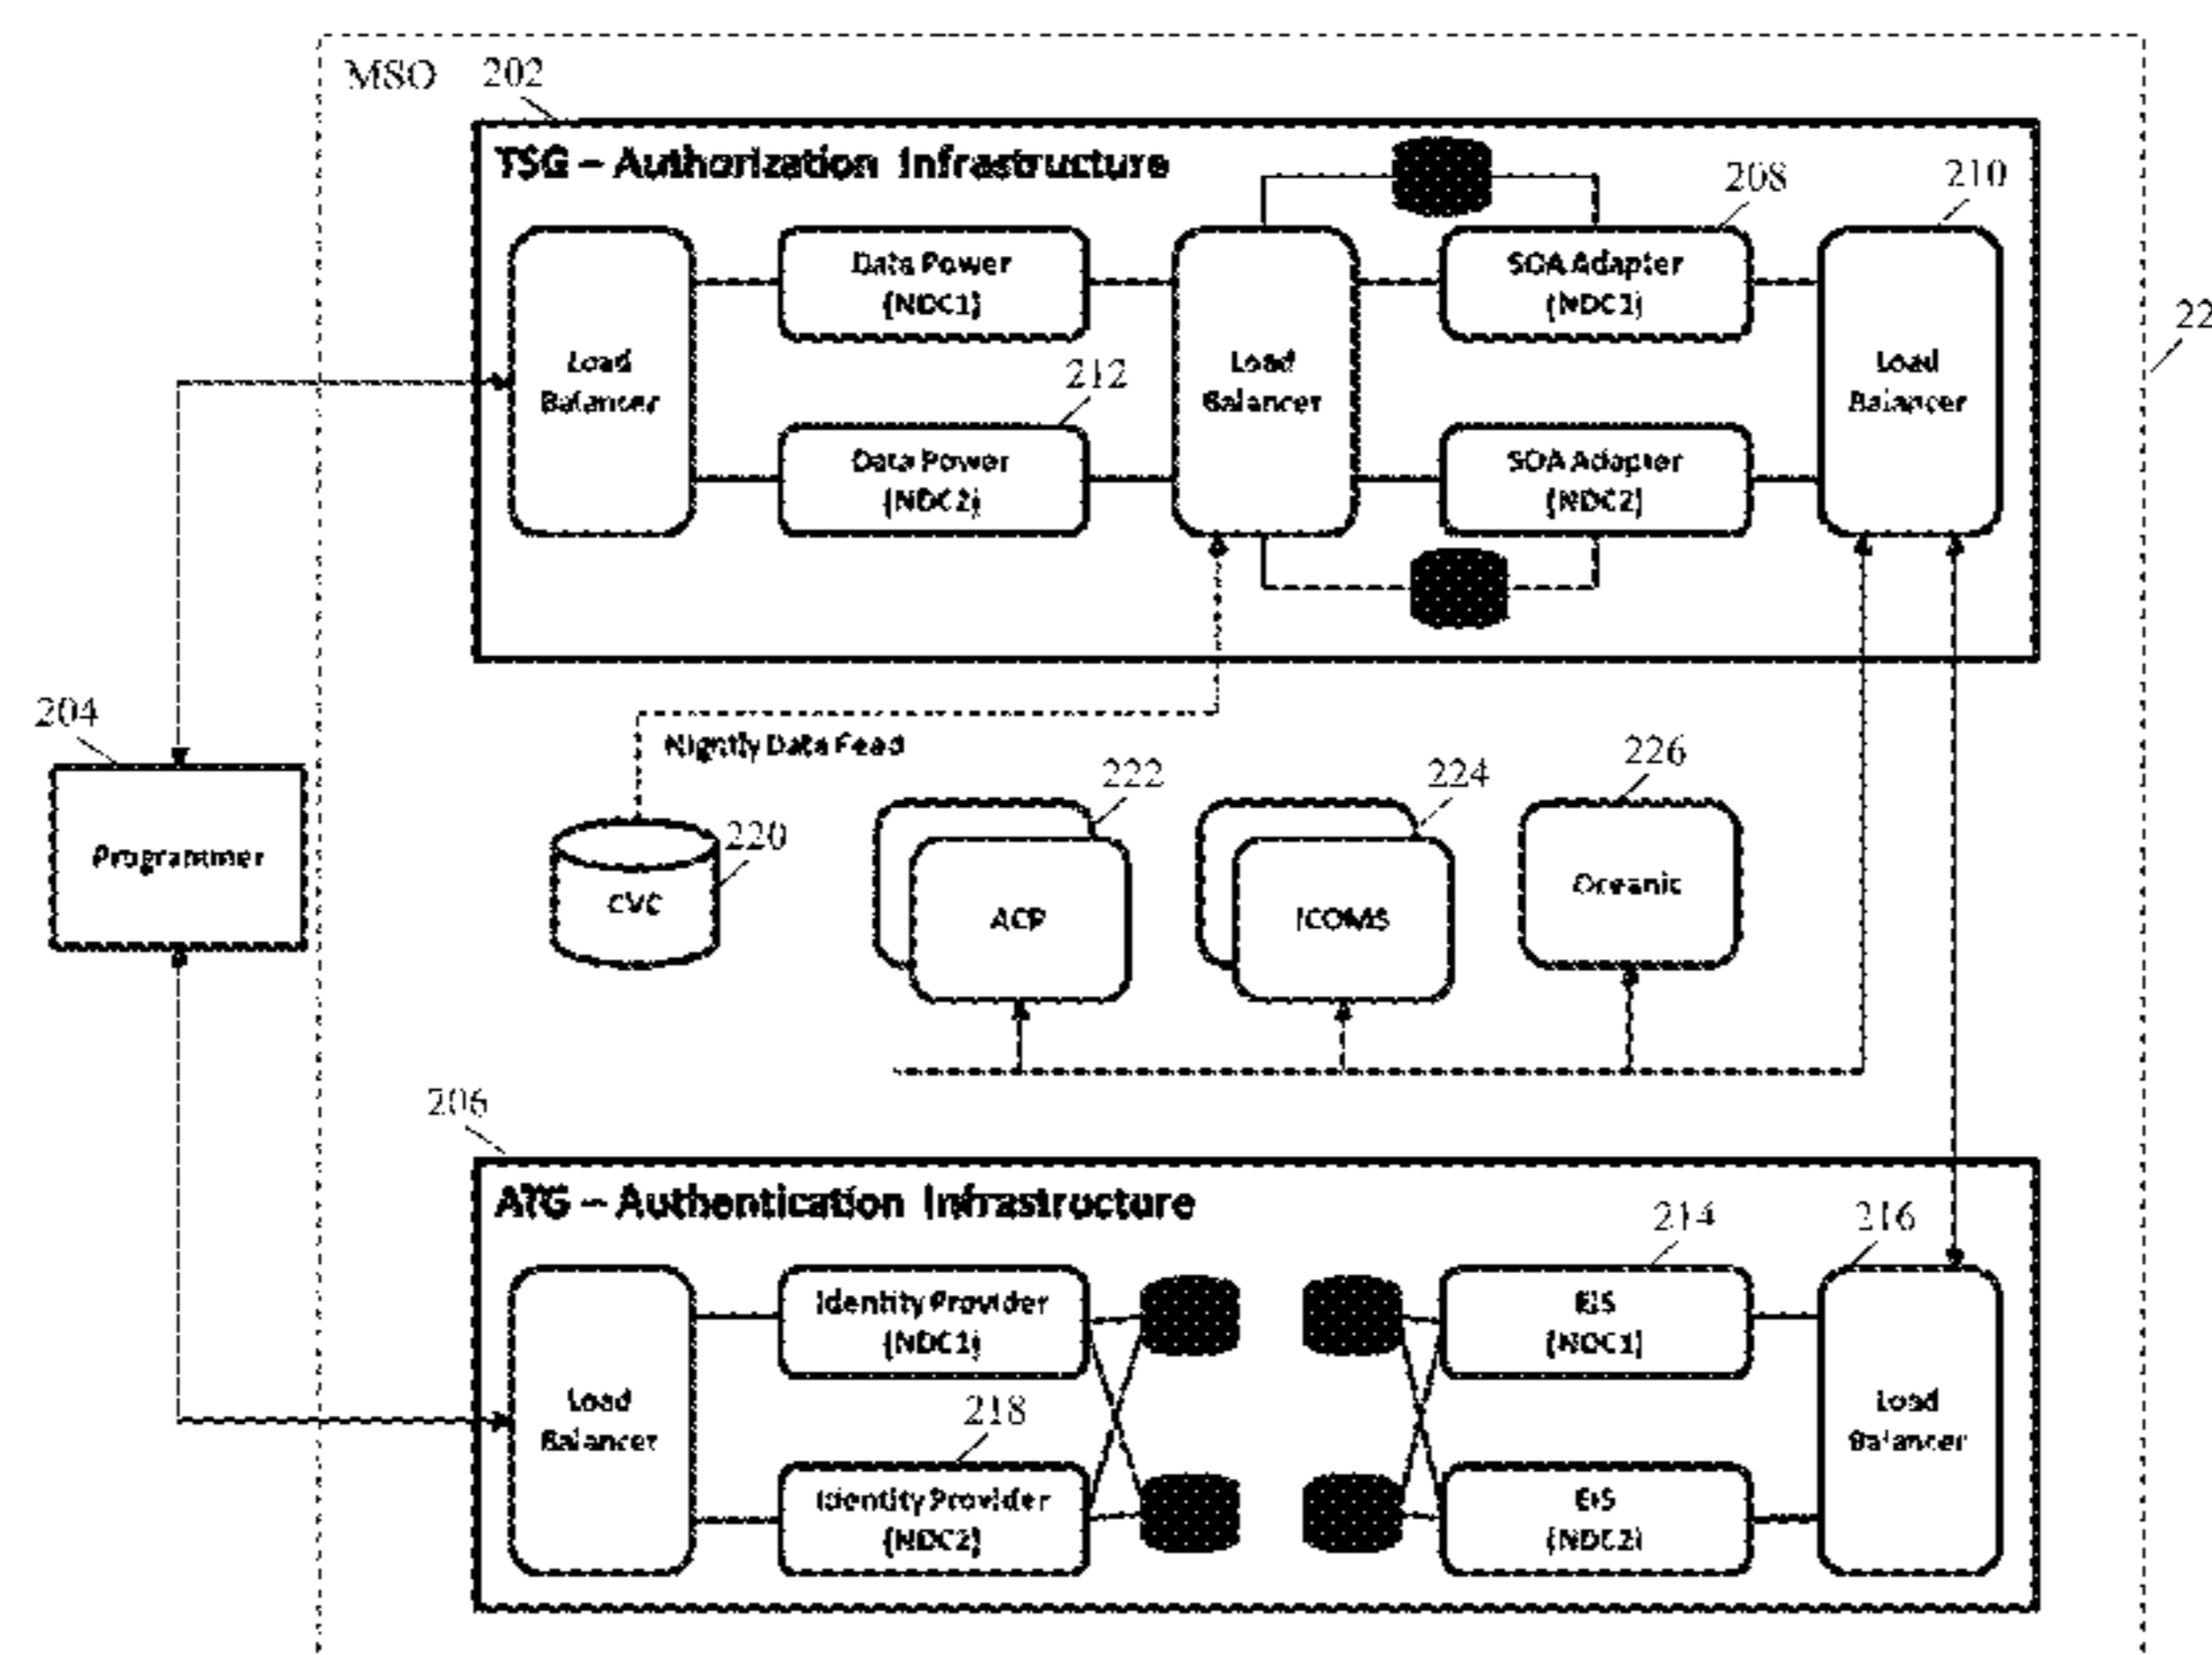 MSO
202
TSG – Authorization Infrastructure
208
210
Load
Balancer
Data Power
(NDC1)
212
Data Power
(NDC2)
Load
Balancer
SOA Adapter
(NDC1)
SOA Adapter
(NDC2)
Load
Balancer
22
204
Programmer
Nightly Data Feed
220
CVC
222
ACP
224
ICOMS
226
Oceanic
206
ATG – Authentication Infrastructure
214
216
Load
Balancer
Identity Provider
(NDC1)
218
Identity Provider
(NDC2)
EIS
(NDC1)
EIS
(NDC2)
Load
Balancer